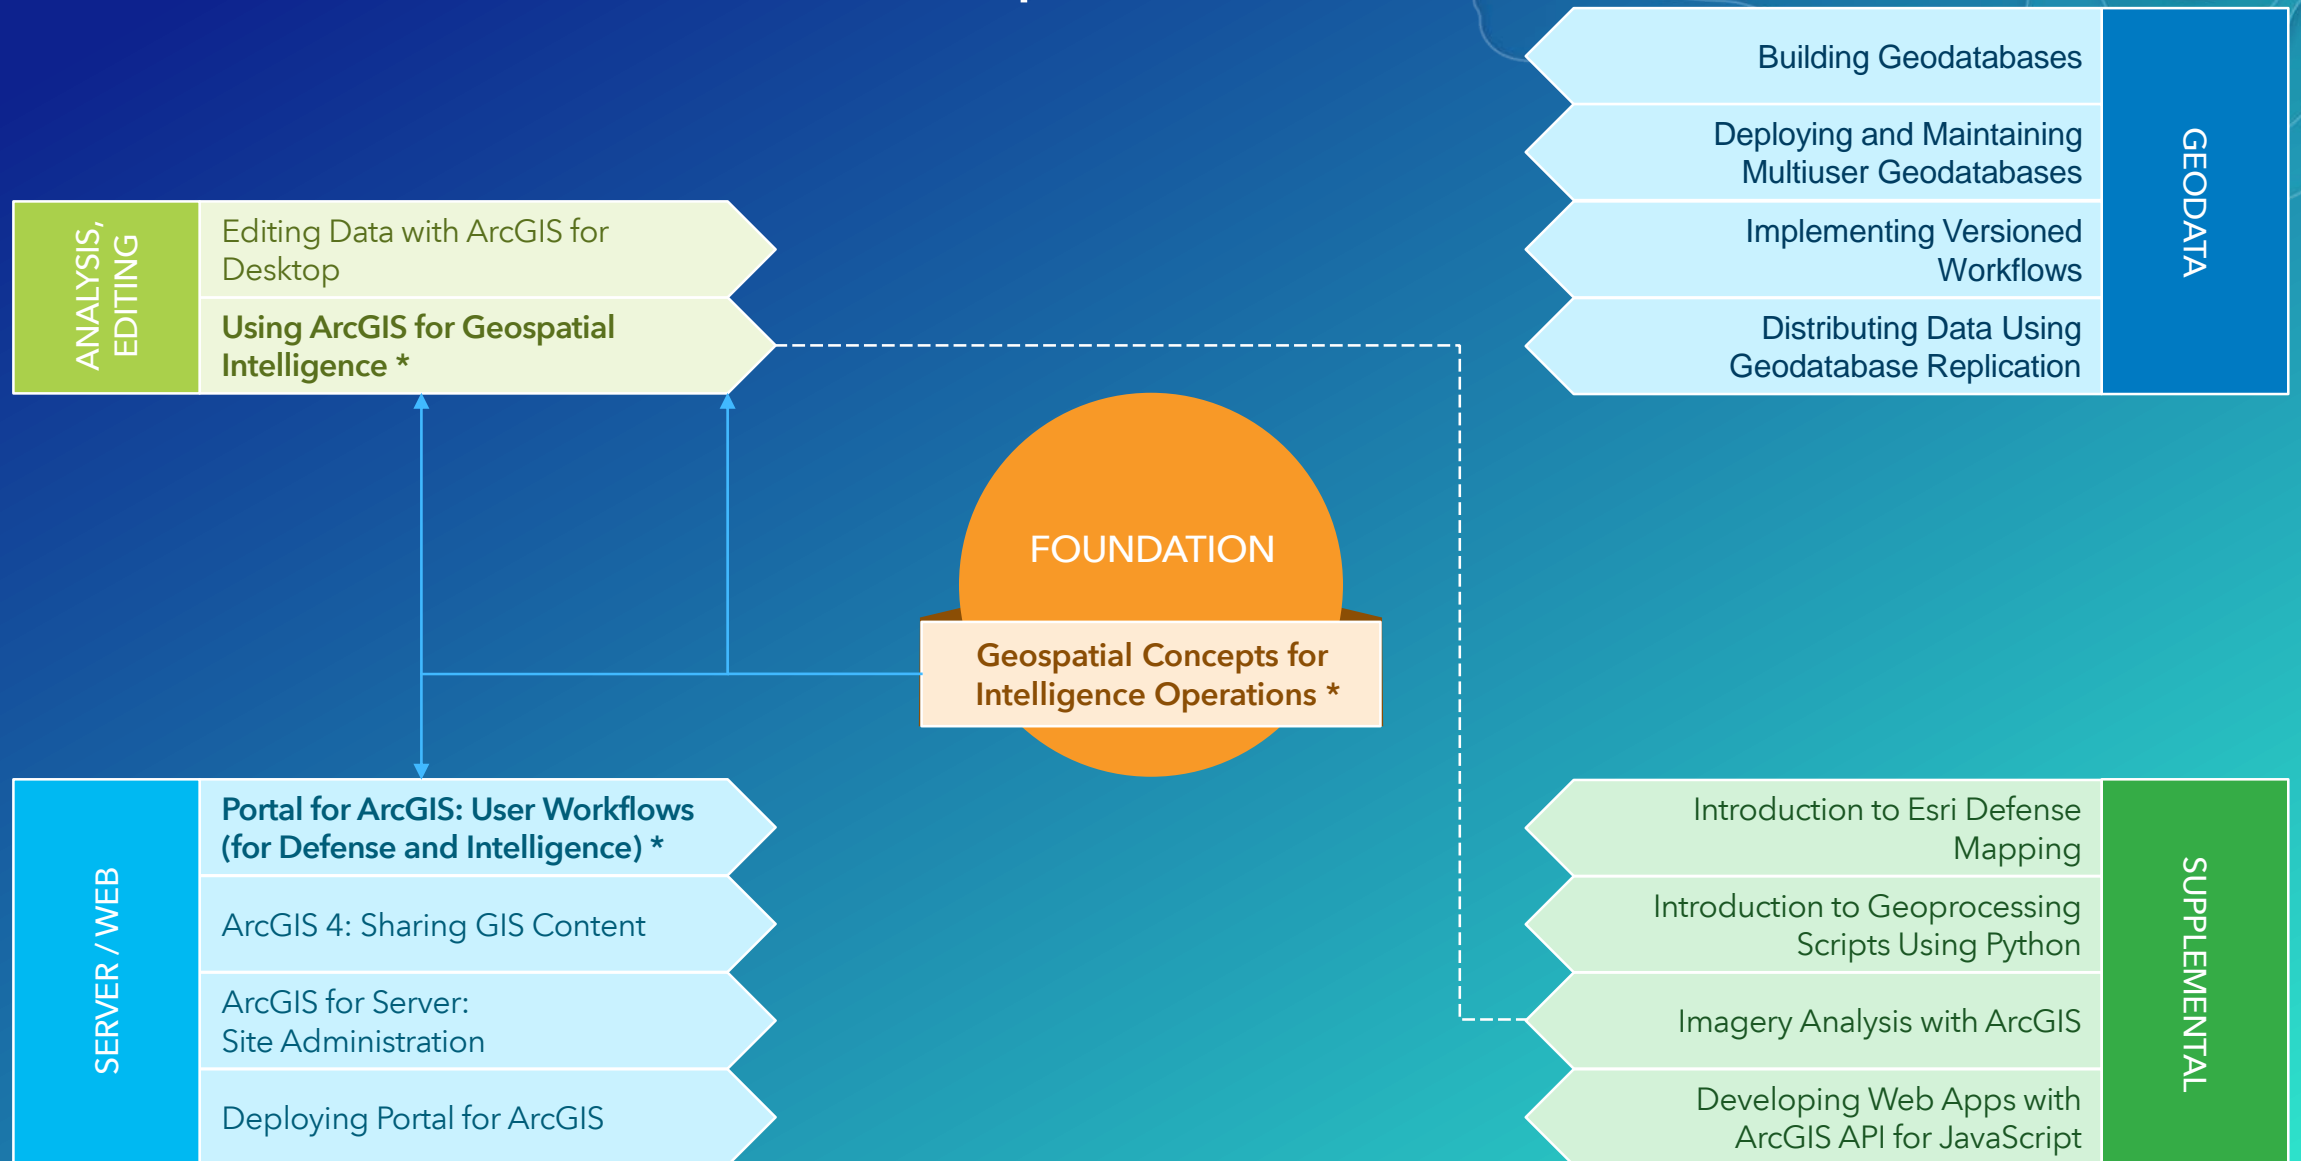 ANALYSIS,
EDITING
Editing Data with ArcGIS for
Desktop
Using ArcGIS for Geospatial
Intelligence *
Building Geodatabases
Deploying and Maintaining
Multiuser Geodatabases
Implementing Versioned
Workflows
Distributing Data Using
Geodatabase Replication
GEODATA
FOUNDATION
Geospatial Concepts for
Intelligence Operations *
SERVER / WEB
Portal for ArcGIS: User Workflows
(for Defense and Intelligence) *
ArcGIS 4: Sharing GIS Content
ArcGIS for Server:
Site Administration
Deploying Portal for ArcGIS
Introduction to Esri Defense
Mapping
Introduction to Geoprocessing
Scripts Using Python
Imagery Analysis with ArcGIS
Developing Web Apps with
ArcGIS API for JavaScript
SUPPLEMENTAL